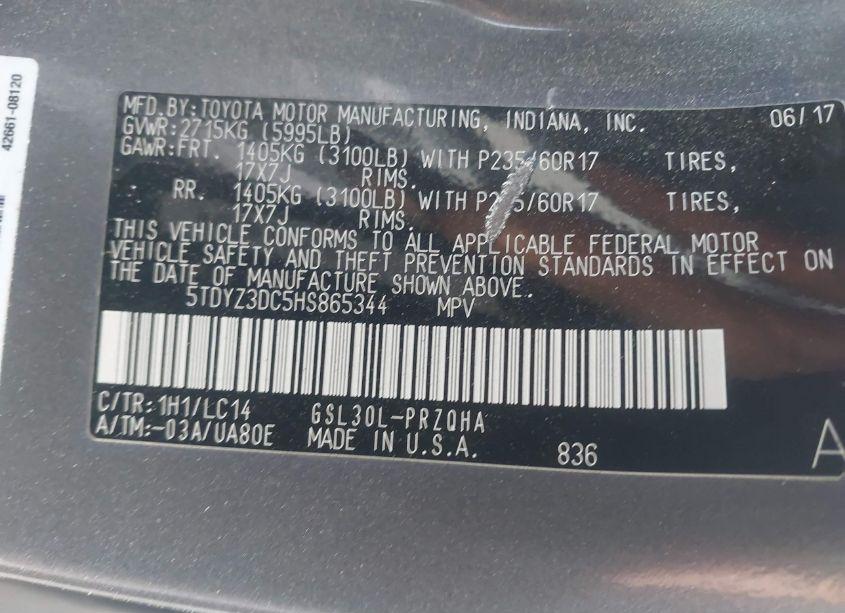 42661-08120
MFD.BY:TOYOTA MOTOR MANUFACTURING, INDIANA, INC. 06/17
GVWR:2715KG (5995LB)
GAWR:FRT. 1405KG (3100LB) WITH P235/60R17 TIRES,
17X7J RIMS.
RR. 1405KG (3100LB) WITH P235/60R17 TIRES,
17X7J RIMS.
THIS VEHICLE CONFORMS TO ALL APPLICABLE FEDERAL MOTOR
VEHICLE SAFETY AND THEFT PREVENTION STANDARDS IN EFFECT ON
THE DATE OF MANUFACTURE SHOWN ABOVE.
5TDYZ3DC5HS865344 MPV
C/TR:1H1/LC14 GSL30L-PRZQHA
A/TM:-03A/UA80E MADE IN U.S.A. 836
A